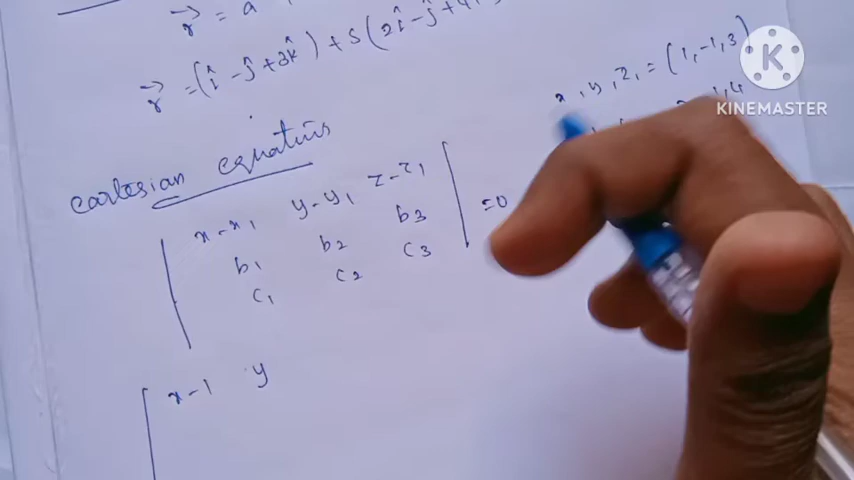 r = a
r = (î - ĵ + 3k̂) + s(2î - ĵ + 4
x₁, y₁, z₁ = (1, -1, 3)
K
KINEMASTER
cartesian equations
x-x₁ y-y₁ z-z₁
b₁ b₂ b₃ = 0
c₁ c₂ c₃
x-1 y